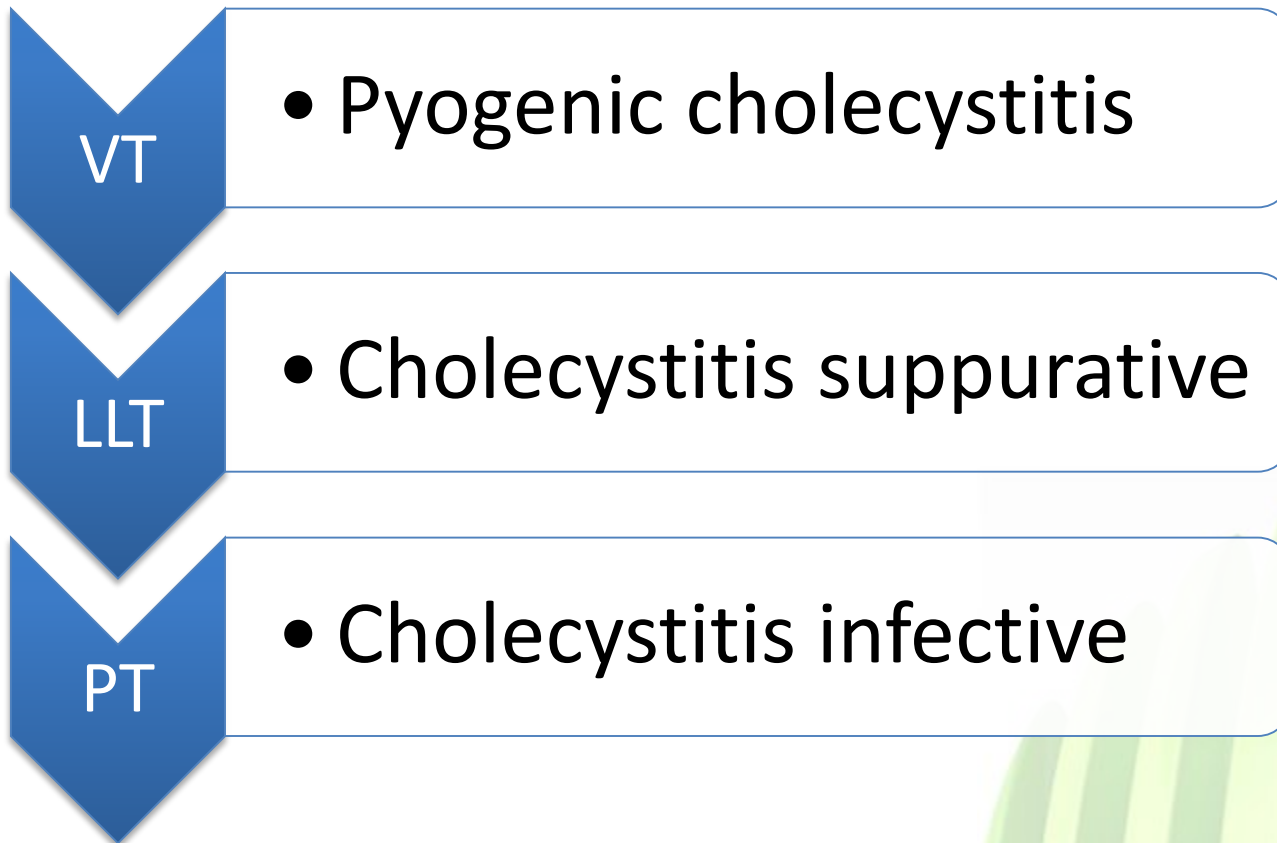 VT
• Pyogenic cholecystitis
LLT
• Cholecystitis suppurative
PT
• Cholecystitis infective